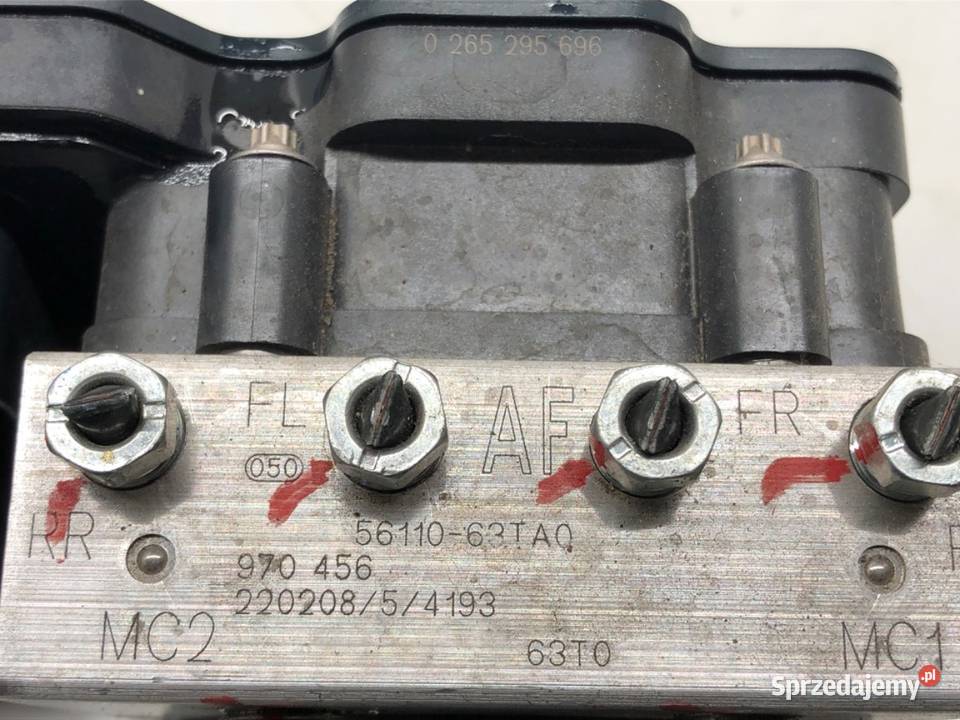 0 265 295 696
FL AF FR
050
RR 56110-63TA0
970 456
220208/5/4193
MC2 63T0 MC1
Sprzedajemy.pl